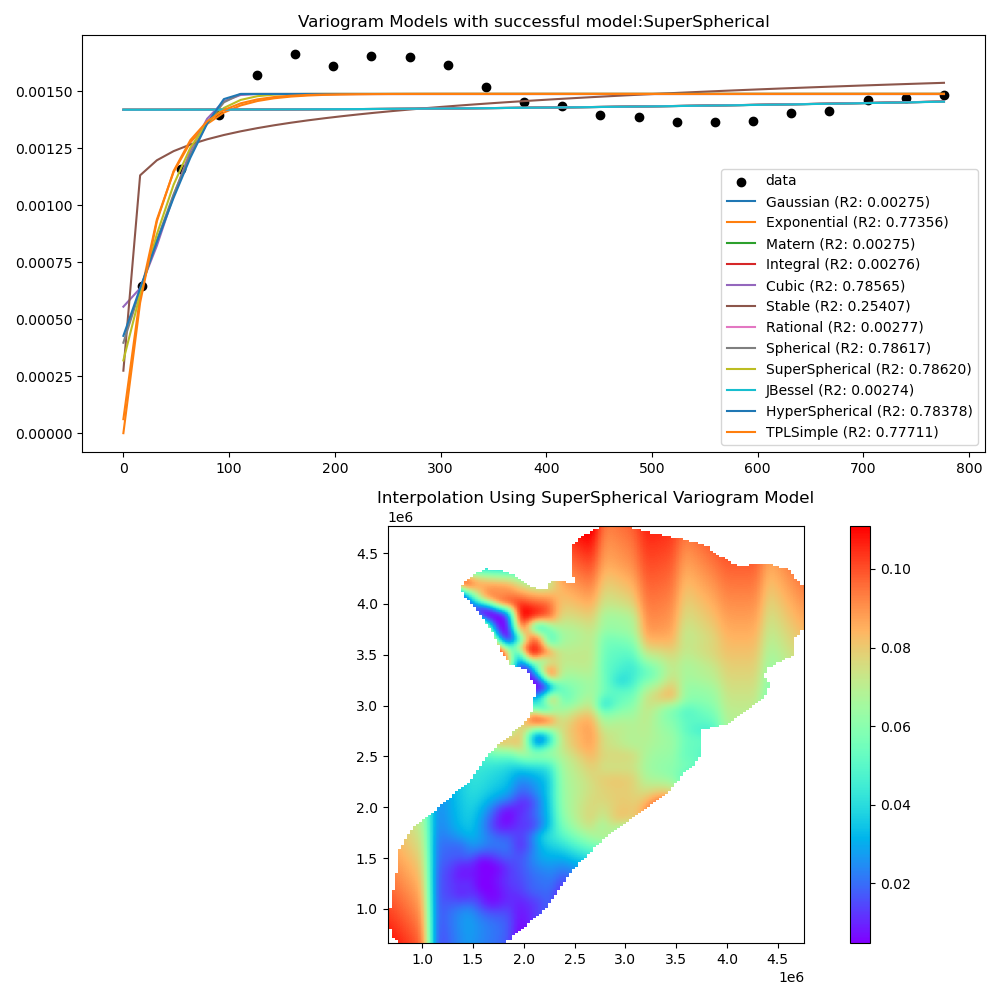 Variogram Models with successful model:SuperSpherical
0.00150
0.00125
0.00100
0.00075
0.00050
0.00025
0.00000
0 100 200 300 400 500 600 700 800
data
Gaussian (R2: 0.00275)
Exponential (R2: 0.77356)
Matern (R2: 0.00275)
Integral (R2: 0.00276)
Cubic (R2: 0.78565)
Stable (R2: 0.25407)
Rational (R2: 0.00277)
Spherical (R2: 0.78617)
SuperSpherical (R2: 0.78620)
JBessel (R2: 0.00274)
HyperSpherical (R2: 0.78378)
TPLSimple (R2: 0.77711)
Interpolation Using SuperSpherical Variogram Model
1e6
4.5
4.0
3.5
3.0
2.5
2.0
1.5
1.0
1.0 1.5 2.0 2.5 3.0 3.5 4.0 4.5
1e6
0.10
0.08
0.06
0.04
0.02